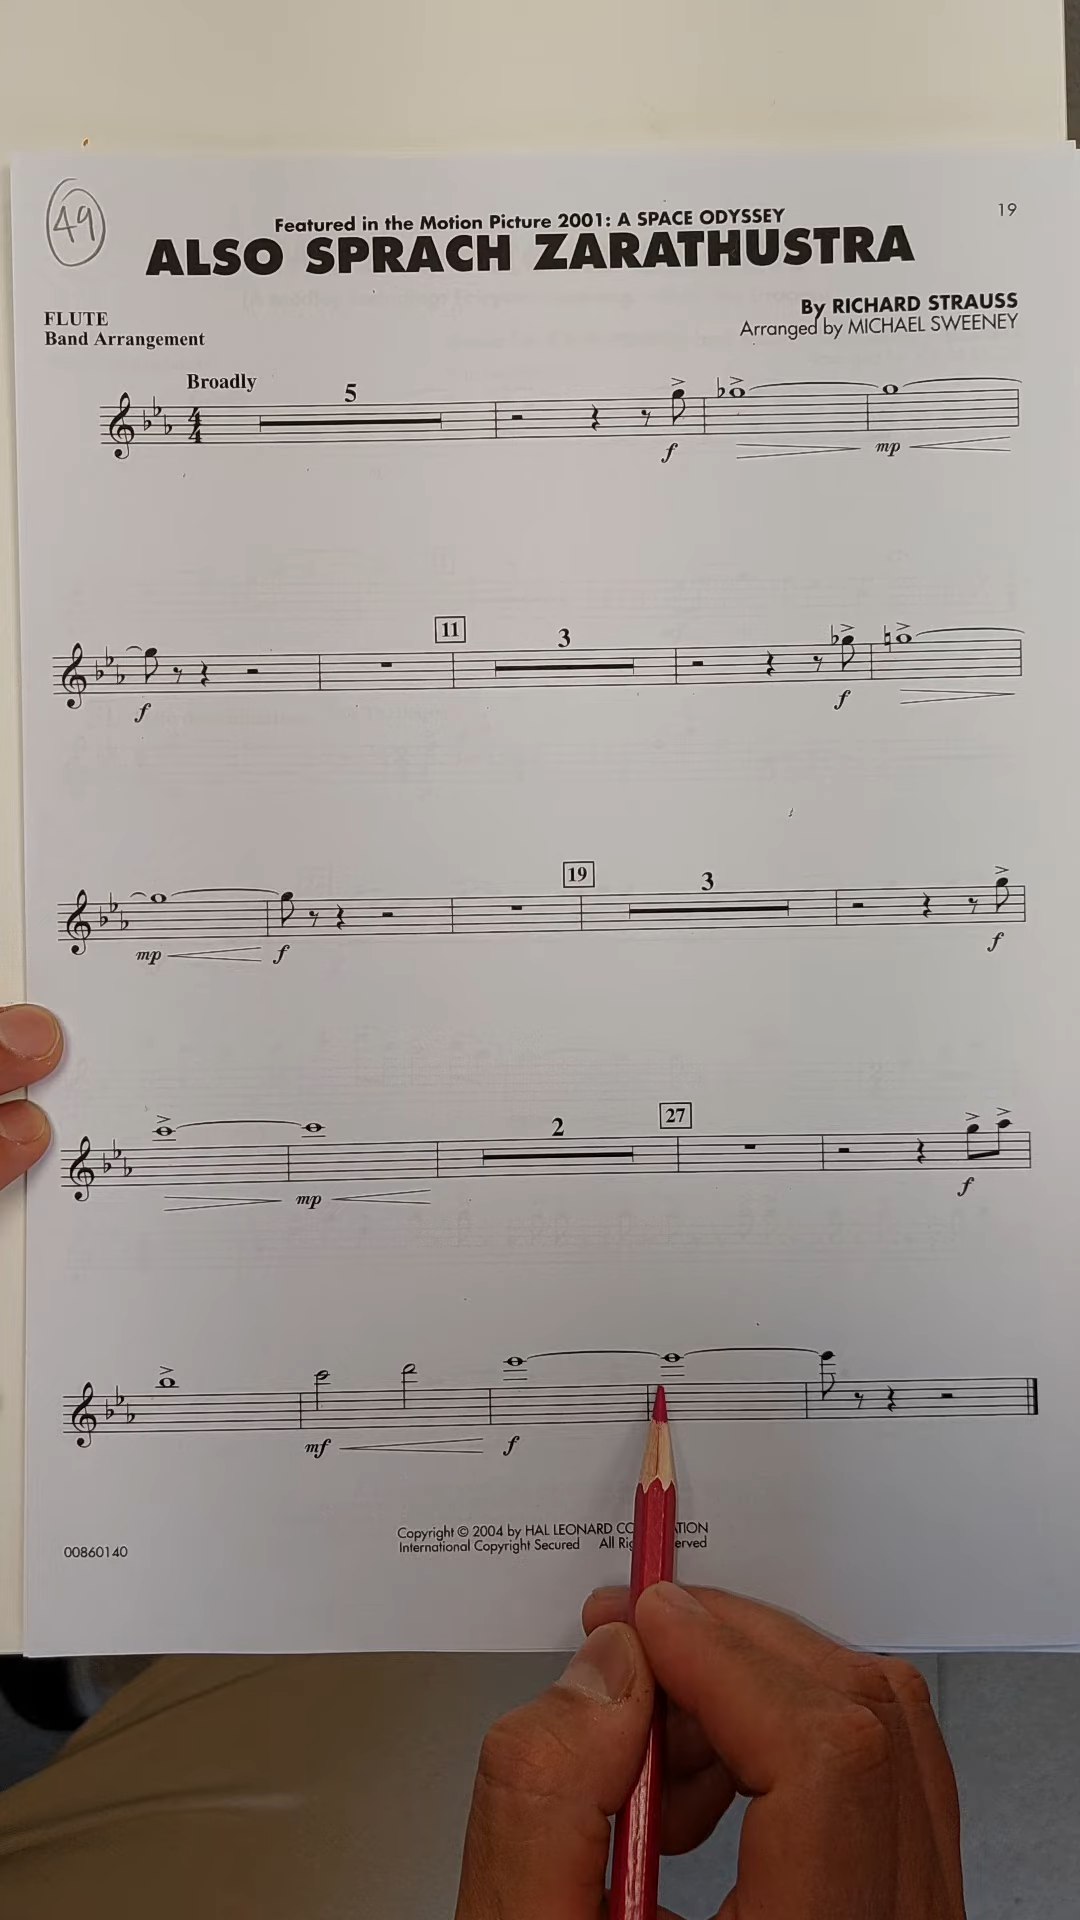 49
19
Featured in the Motion Picture 2001: A SPACE ODYSSEY
ALSO SPRACH ZARATHUSTRA
FLUTE
Band Arrangement
By RICHARD STRAUSS
Arranged by MICHAEL SWEENEY
Broadly
5
4
4
f
mp
11
3
f
f
19
3
mp
f
f
2
27
mp
f
mf
f
Copyright © 2004 by HAL LEONARD
International Copyright Secured All
00860140